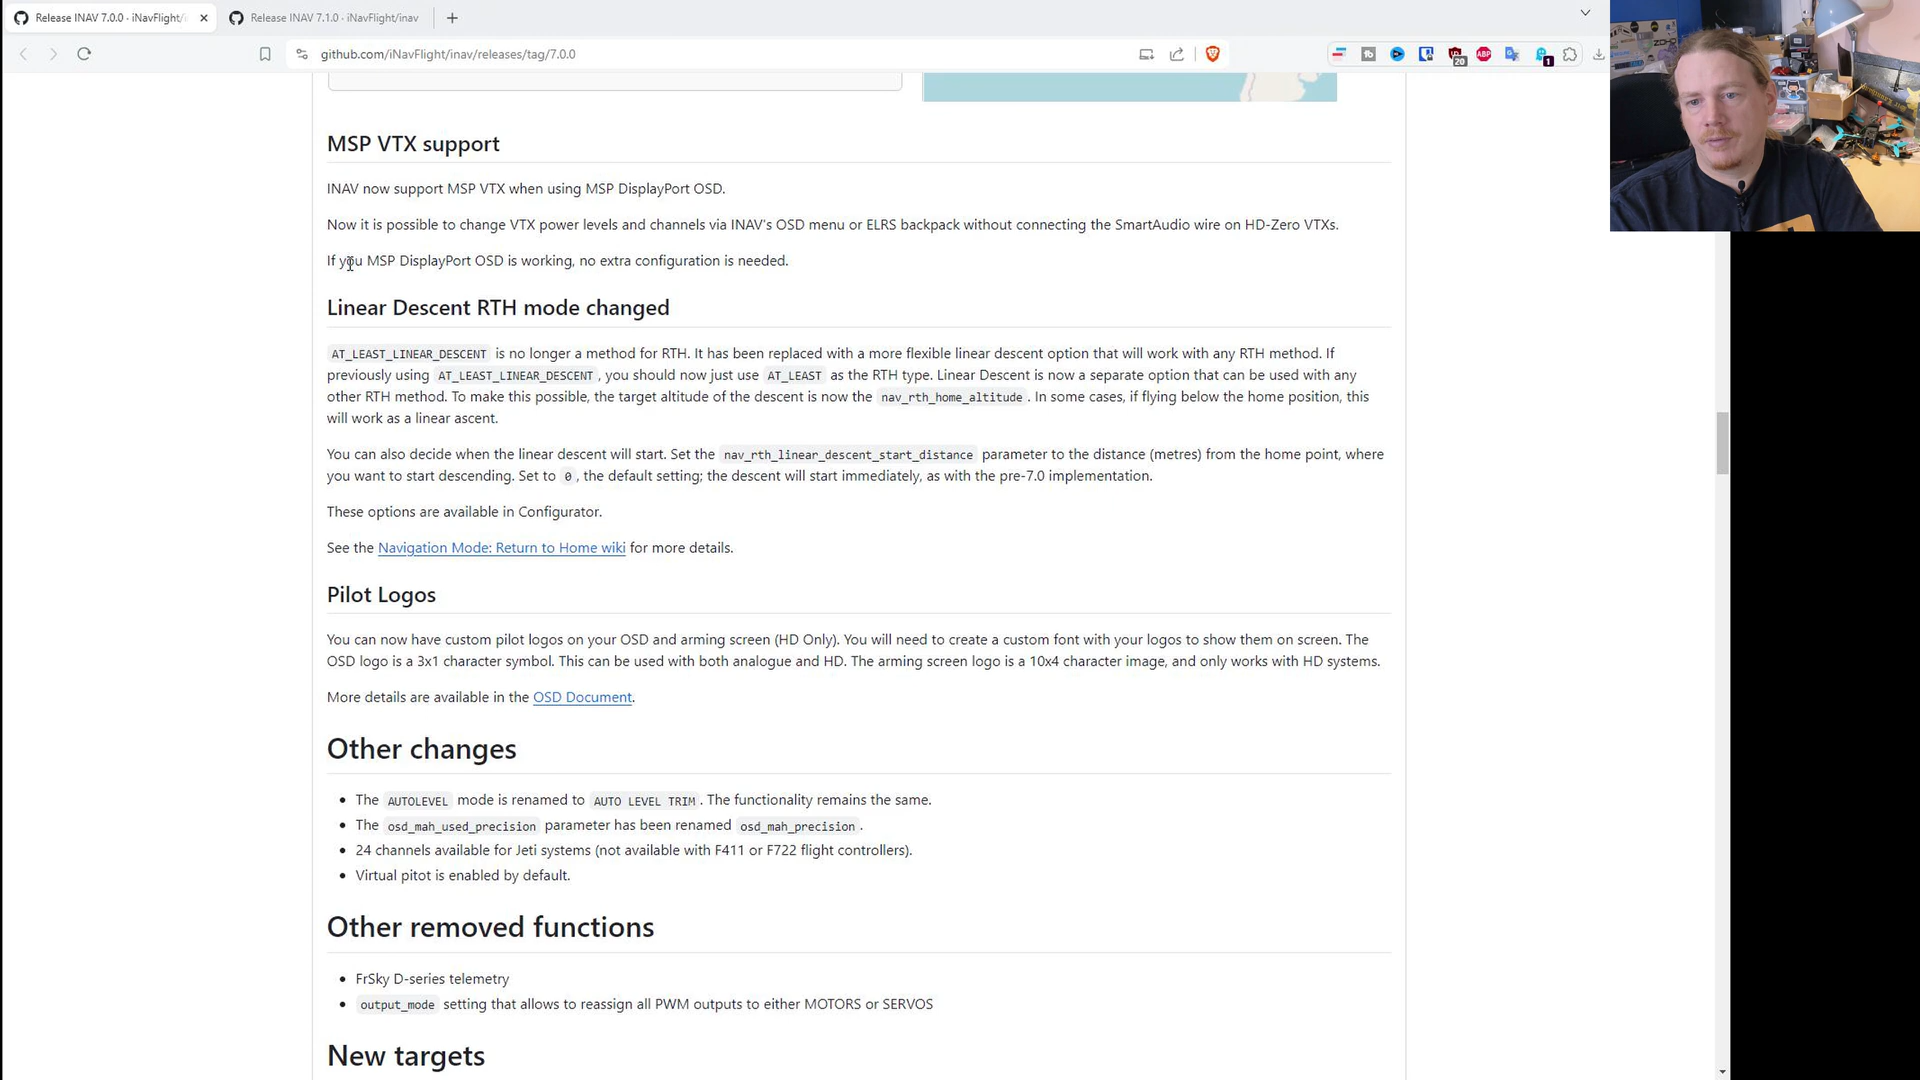 Release INAV 7.0.0 · iNavFlight/i
Release INAV 7.1.0 · iNavFlight/inav
github.com/iNavFlight/inav/releases/tag/7.0.0
20
ABP
1
MSP VTX support
INAV now support MSP VTX when using MSP DisplayPort OSD.
Now it is possible to change VTX power levels and channels via INAV's OSD menu or ELRS backpack without connecting the SmartAudio wire on HD-Zero VTXs.
If you MSP DisplayPort OSD is working, no extra configuration is needed.
Linear Descent RTH mode changed
AT_LEAST_LINEAR_DESCENT is no longer a method for RTH. It has been replaced with a more flexible linear descent option that will work with any RTH method. If
previously using AT_LEAST_LINEAR_DESCENT, you should now just use AT_LEAST as the RTH type. Linear Descent is now a separate option that can be used with any
other RTH method. To make this possible, the target altitude of the descent is now the nav_rth_home_altitude. In some cases, if flying below the home position, this
will work as a linear ascent.
You can also decide when the linear descent will start. Set the nav_rth_linear_descent_start_distance parameter to the distance (metres) from the home point, where
you want to start descending. Set to 0, the default setting; the descent will start immediately, as with the pre-7.0 implementation.
These options are available in Configurator.
See the Navigation Mode: Return to Home wiki for more details.
Pilot Logos
You can now have custom pilot logos on your OSD and arming screen (HD Only). You will need to create a custom font with your logos to show them on screen. The
OSD logo is a 3x1 character symbol. This can be used with both analogue and HD. The arming screen logo is a 10x4 character image, and only works with HD systems.
More details are available in the OSD Document.
Other changes
• The AUTOLEVEL mode is renamed to AUTO LEVEL TRIM. The functionality remains the same.
• The osd_mah_used_precision parameter has been renamed osd_mah_precision.
• 24 channels available for Jeti systems (not available with F411 or F722 flight controllers).
• Virtual pitot is enabled by default.
Other removed functions
• FrSky D-series telemetry
• output_mode setting that allows to reassign all PWM outputs to either MOTORS or SERVOS
New targets